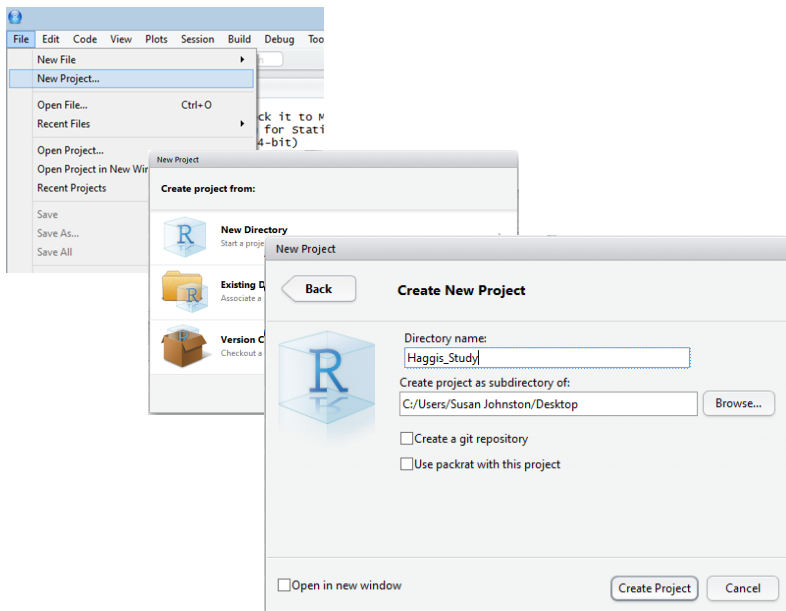 File Edit Code View Plots Session Build Debug
New File
New Project...
Open File... Ctrl+O
Recent Files
Open Project...
Open Project in New
Recent Projects
Save
Save As...
Save All
ck it to
for
4-bit)
New Project
Create project from:
R
New Directory
Start a
R
Existing
Associate a
Version
Checkout a
New Project
Back
Create New Project
R
Directory name:
Haggis_Study
Create project as subdirectory of:
C:/Users/Susan Johnston/Desktop
Browse...
Create a git repository
Use packrat with this project
Open in new window
Create Project
Cancel